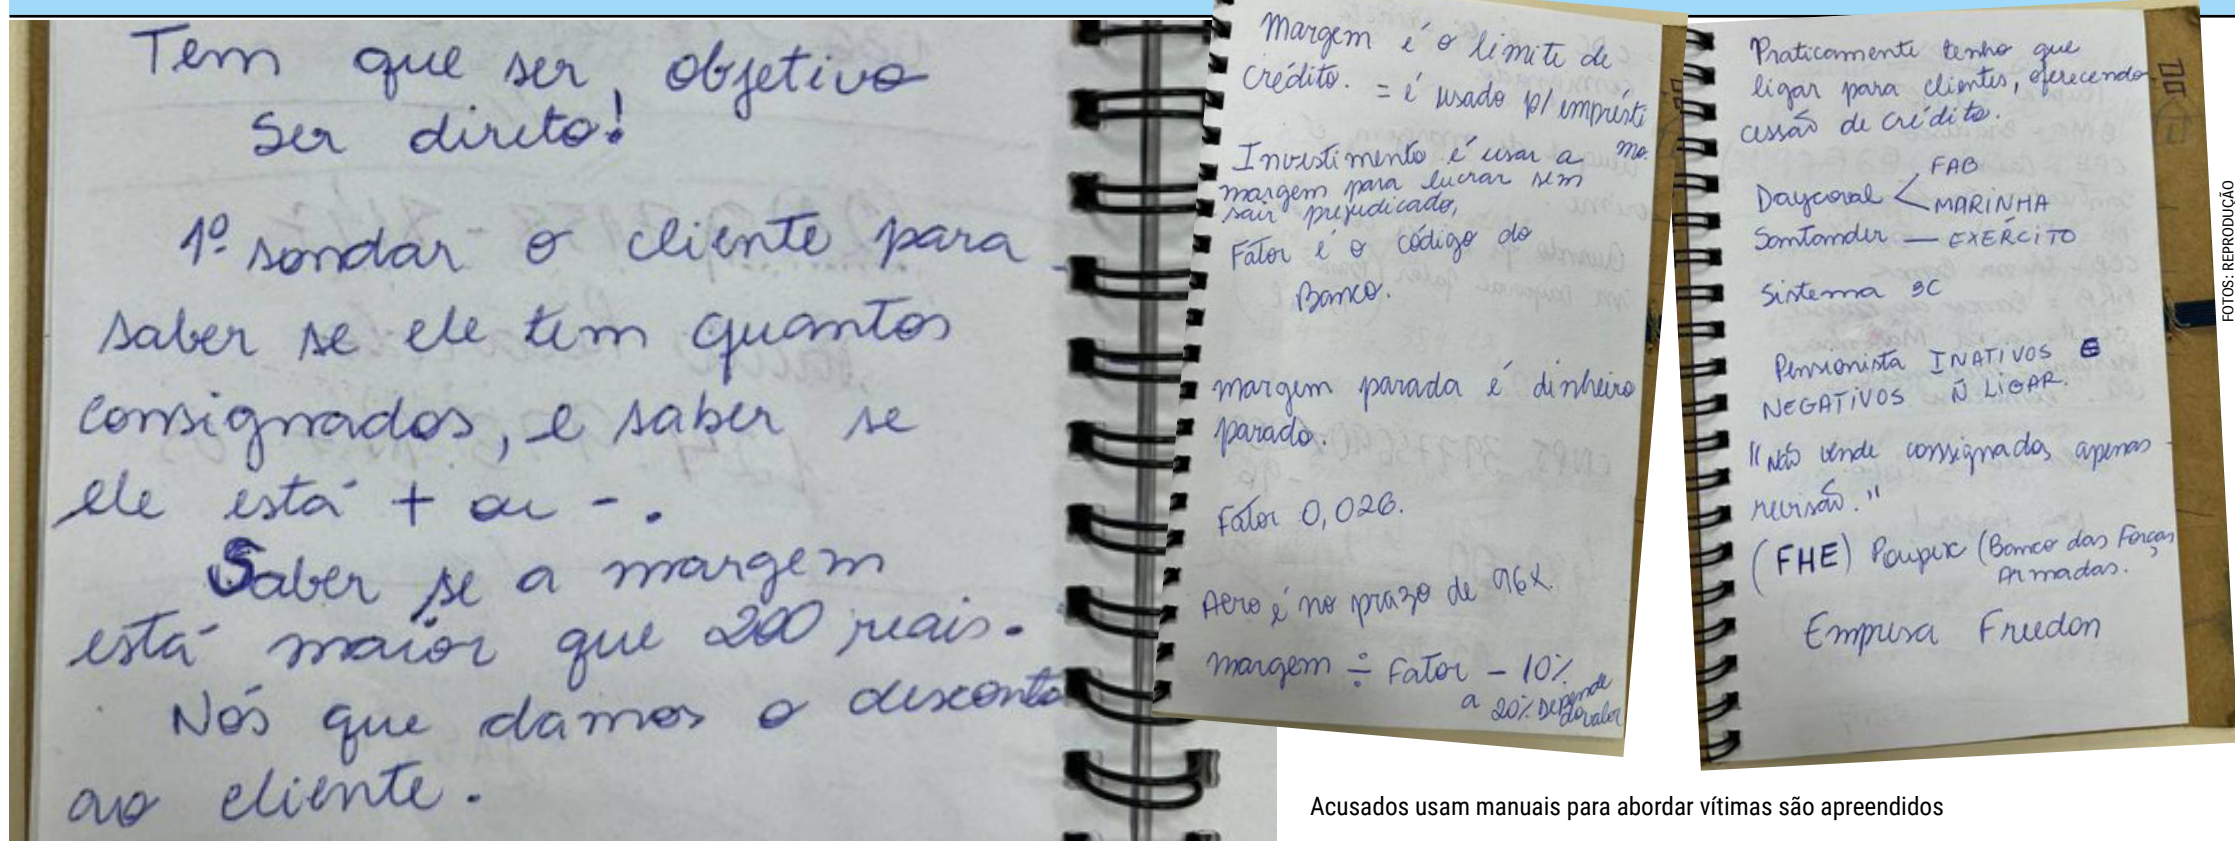 Tem que ser, objetivo
Ser direto!
1º sondar o cliente para
saber se ele tem quantos
consignados, e saber se
ele está + ou -.
Saber se a margem
está maior que 200 reais.
Nós que damos o desconto
ao cliente.
Margem é o limite de
crédito. = é usado p/ emprésti
mo.
Investimento é usar a
margem para lucrar sem
sair prejudicado,
Fator é o código do
Banco.
margem parada é dinheiro
parado.
Fator 0,026.
Aero é no prazo de 96x.
margem ÷ Fator - 10%
a 20% Depende
do valor
Praticamente tenho que
ligar para clientes, oferecendo
cessão de crédito.
Daycoval < FAB
MARINHA
Santander — EXÉRCITO
Sistema 3C
Pensionista INATIVOS E
NEGATIVOS Ñ LIGAR.
"Não vende consignados apenas
revisão."
(FHE) Poupex (Banco das Forças
Armadas.
Empresa Freedon
FOTOS: REPRODUÇÃO
Acusados usam manuais para abordar vítimas são apreendidos